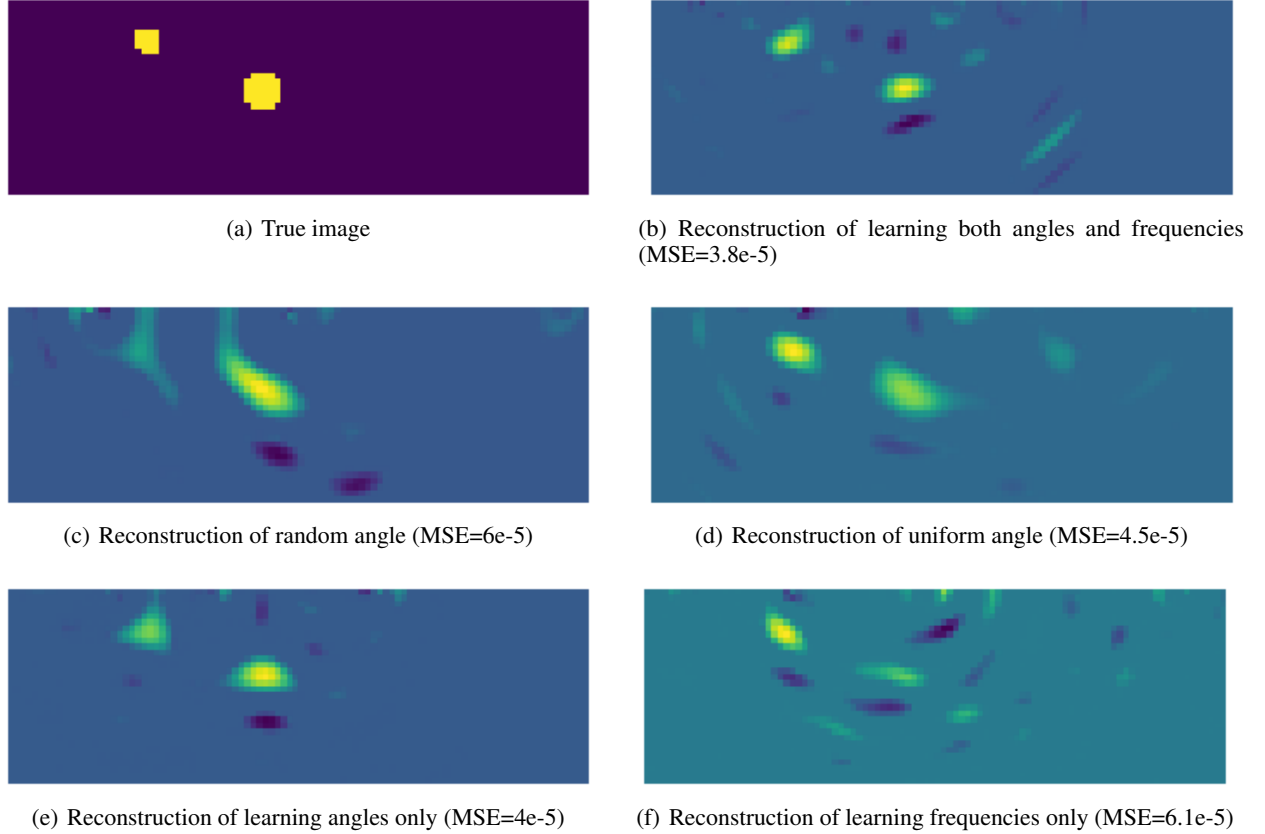 (a) True image
(b) Reconstruction of learning both angles and frequencies
(MSE=3.8e-5)
(c) Reconstruction of random angle (MSE=6e-5)
(d) Reconstruction of uniform angle (MSE=4.5e-5)
(e) Reconstruction of learning angles only (MSE=4e-5)
(f) Reconstruction of learning frequencies only (MSE=6.1e-5)